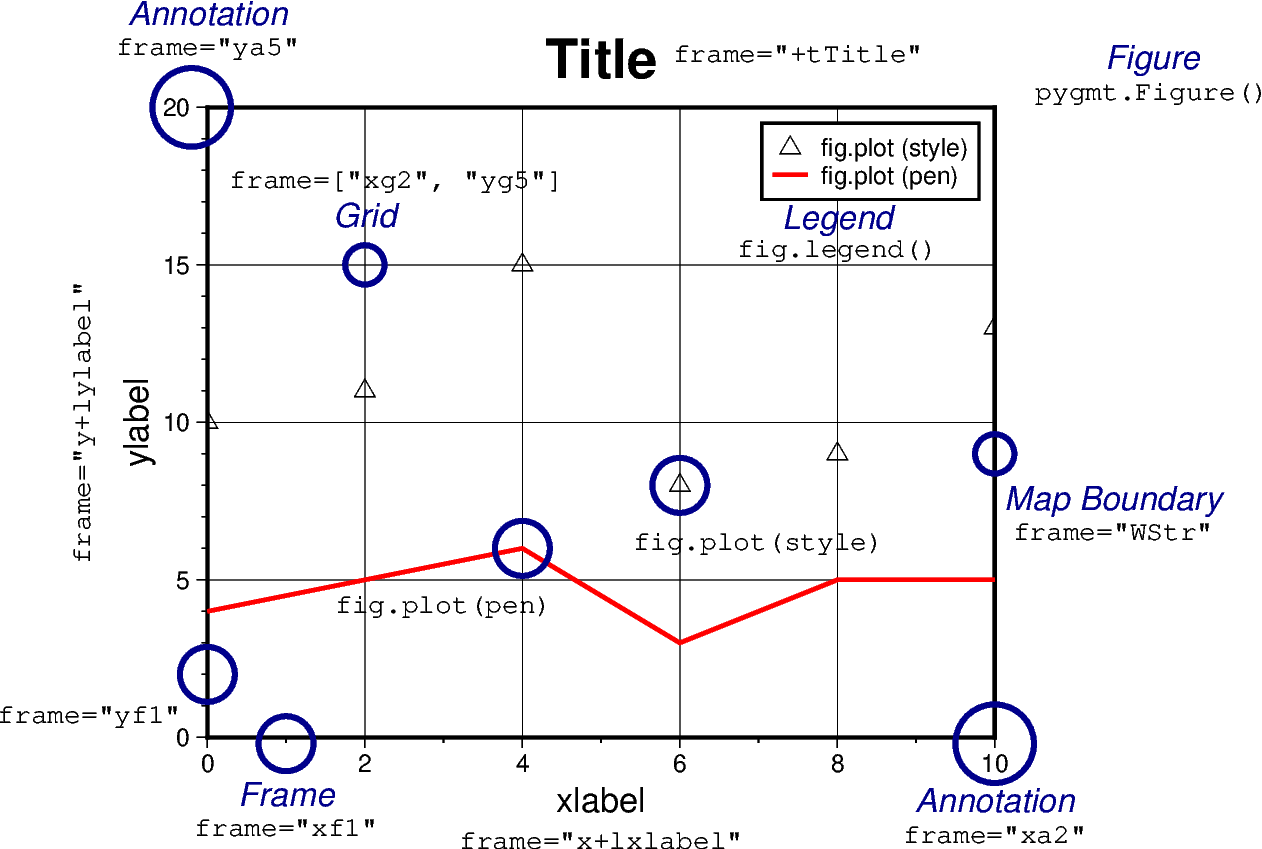 Annotation
frame="ya5"
Title
frame="+tTitle"
Figure
pygmt.Figure()
20
fig.plot (style)
fig.plot (pen)
frame=["xg2", "yg5"]
Grid
Legend
fig.legend()
15
frame="y+lylabel"
ylabel
10
Map Boundary
frame="WStr"
fig.plot(style)
5
fig.plot(pen)
frame="yf1"
0
0 2 4 6 8 10
Frame
frame="xf1"
xlabel
frame="x+lxlabel"
Annotation
frame="xa2"